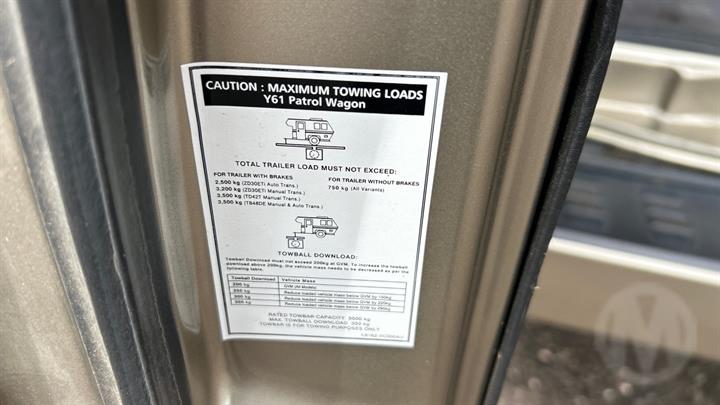 CAUTION : MAXIMUM TOWING LOADS
Y61 Patrol Wagon
TOTAL TRAILER LOAD MUST NOT EXCEED:
FOR TRAILER WITH BRAKES FOR TRAILER WITHOUT BRAKES
2,500 kg (ZD30ETi Auto Trans.) 750 kg (All Variants)
3,200 kg (ZD30ETi Manual Trans.)
3,500 kg (TD42T Manual Trans.)
3,500 kg (TB48DE Manual & Auto Trans.)
TOWBALL DOWNLOAD:
Towball Download must not exceed 200kg at GVM. To increase the towball
download above 200kg, the vehicle mass needs to be decreased as per the
following table.
Towball Download Vehicle Mass
200 kg GVM (All Models)
250 kg Reduce loaded vehicle mass below GVM by
300 kg Reduce loaded vehicle mass below GVM by
350 kg Reduce loaded vehicle mass below GVM by
RATED TOWBAR CAPACITY 3500 kg
MAX. TOWBALL DOWNLOAD 350 kg
TOWBAR IS FOR TOWING PURPOSES ONLY
M